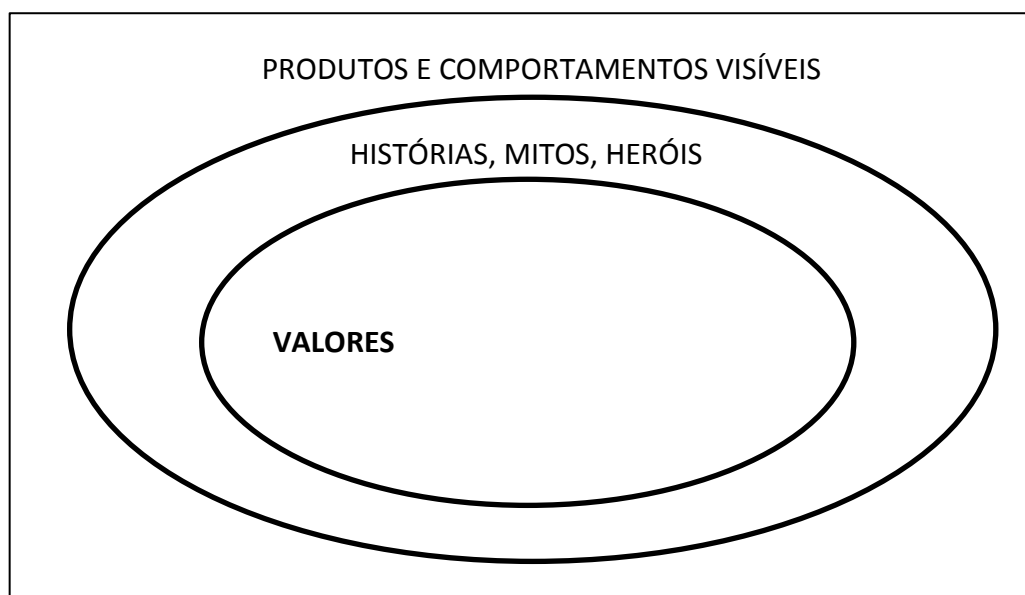 PRODUTOS E COMPORTAMENTOS VISÍVEIS
HISTÓRIAS, MITOS, HERÓIS
VALORES